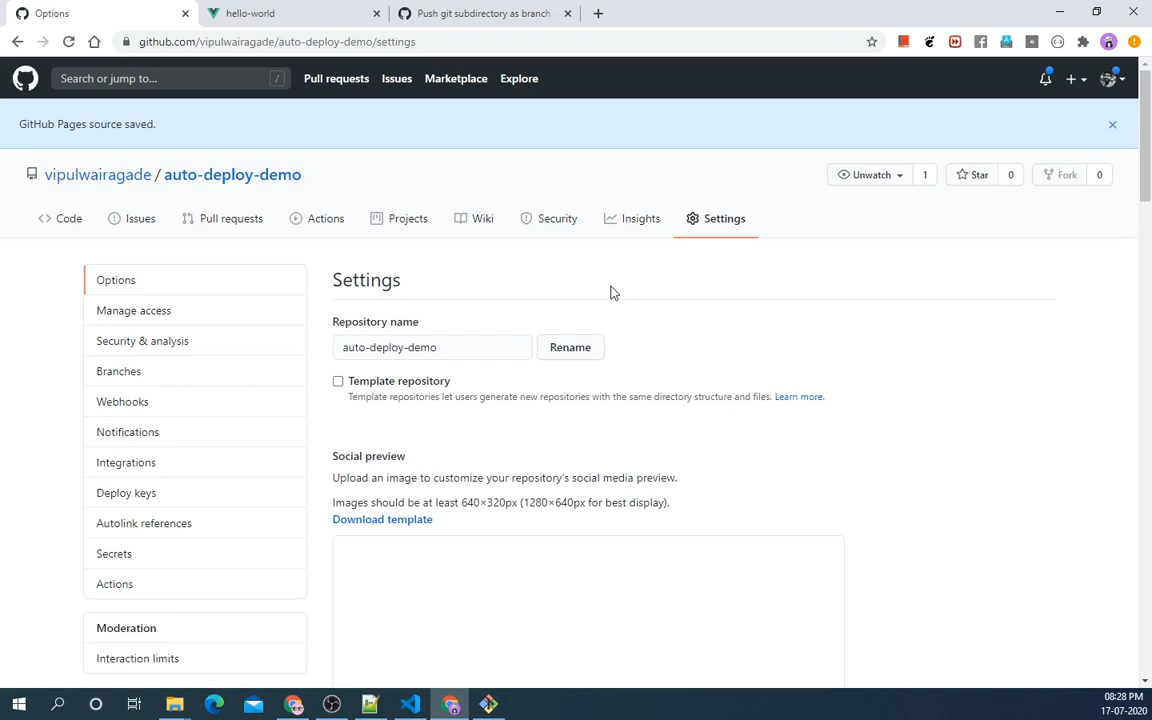 Options
hello-world
Push git subdirectory as branch
github.com/vipulwairagade/auto-deploy-demo/settings
Search or jump to...
/
Pull requests
Issues
Marketplace
Explore
GitHub Pages source saved.
vipulwairagade / auto-deploy-demo
Unwatch
1
Star
0
Fork
0
Code
Issues
Pull requests
Actions
Projects
Wiki
Security
Insights
Settings
Options
Manage access
Security & analysis
Branches
Webhooks
Notifications
Integrations
Deploy keys
Autolink references
Secrets
Actions
Moderation
Interaction limits
Settings
Repository name
auto-deploy-demo
Rename
Template repository
Template repositories let users generate new repositories with the same directory structure and files. Learn more.
Social preview
Upload an image to customize your repository's social media preview.
Images should be at least 640×320px (1280×640px for best display).
Download template
08:28 PM
17-07-2020